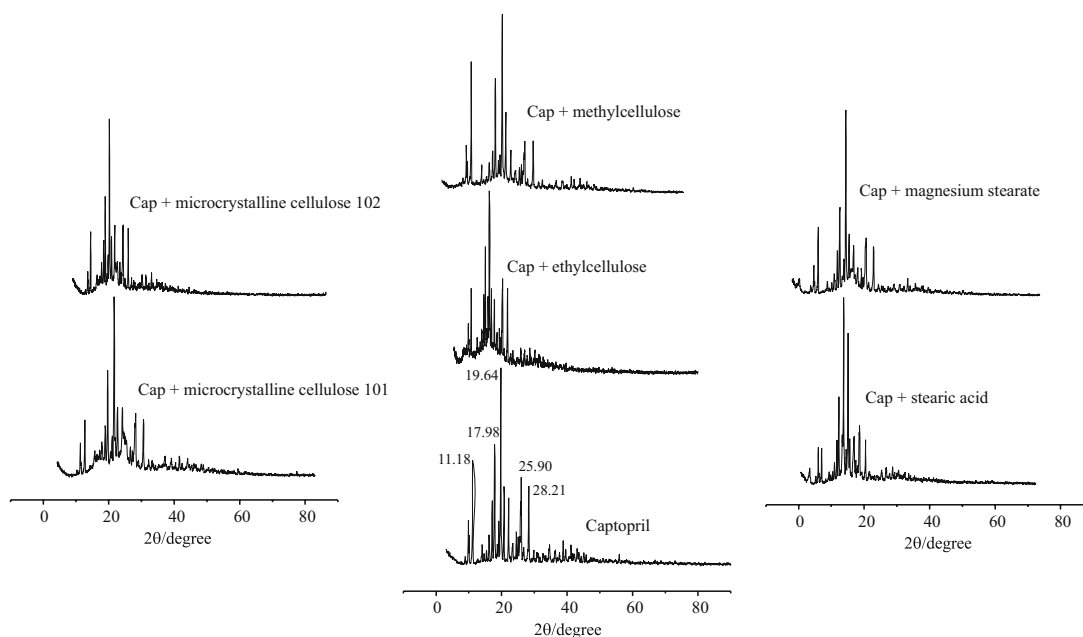 Cap + microcrystalline cellulose 102
Cap + microcrystalline cellulose 101
0 20 40 60 80
2θ/degree
Cap + methylcellulose
Cap + ethylcellulose
19.64
17.98
11.18
25.90
28.21
Captopril
0 20 40 60 80
2θ/degree
Cap + magnesium stearate
Cap + stearic acid
0 20 40 60 80
2θ/degree